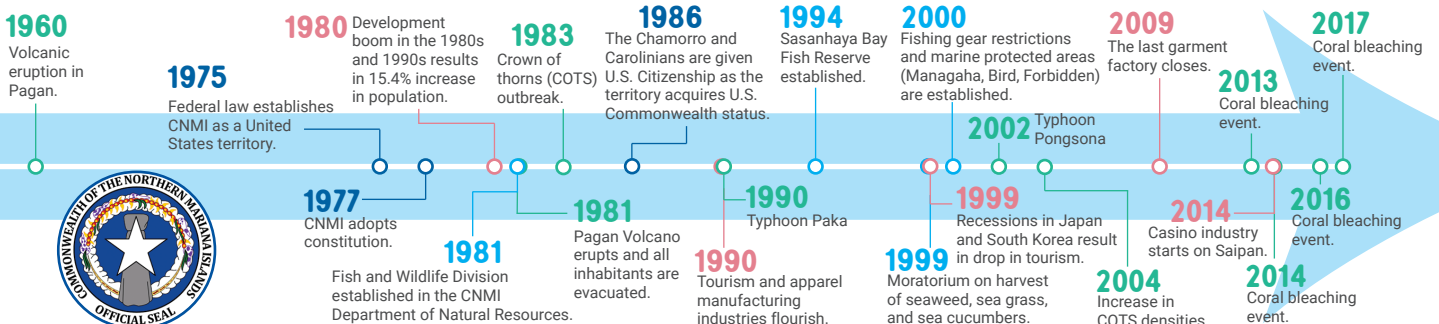 1960
Volcanic
eruption in
Pagan.
1975
Federal law establishes
CNMI as a United
States territory.
1977
CNMI adopts
constitution.
1980
Development
boom in the 1980s
and 1990s results
in 15.4% increase
in population.
1981
Fish and Wildlife Division
established in the CNMI
Department of Natural Resources.
1981
Pagan Volcano
erupts and all
inhabitants are
evacuated.
1983
Crown of
thorns (COTS)
outbreak.
1986
The Chamorro and
Carolinians are given
U.S. Citizenship as the
territory acquires U.S.
Commonwealth status.
1990
Typhoon Paka
1990
Tourism and apparel
manufacturing
industries flourish.
1994
Sasanhaya Bay
Fish Reserve
established.
1999
Moratorium on harvest
of seaweed, sea grass,
and sea cucumbers.
1999
Recessions in Japan
and South Korea result
in drop in tourism.
2000
Fishing gear restrictions
and marine protected areas
(Managaha, Bird, Forbidden)
are established.
2002
Typhoon
Pongsona
2004
Increase in
COTS densities
2009
The last garment
factory closes.
2013
Coral bleaching
event.
2014
Casino industry
starts on Saipan.
2014
Coral bleaching
event.
2016
Coral bleaching
event.
2017
Coral bleaching
event.
COMMONWEALTH OF THE NORTHERN MARIANA ISLANDS
OFFICIAL SEAL